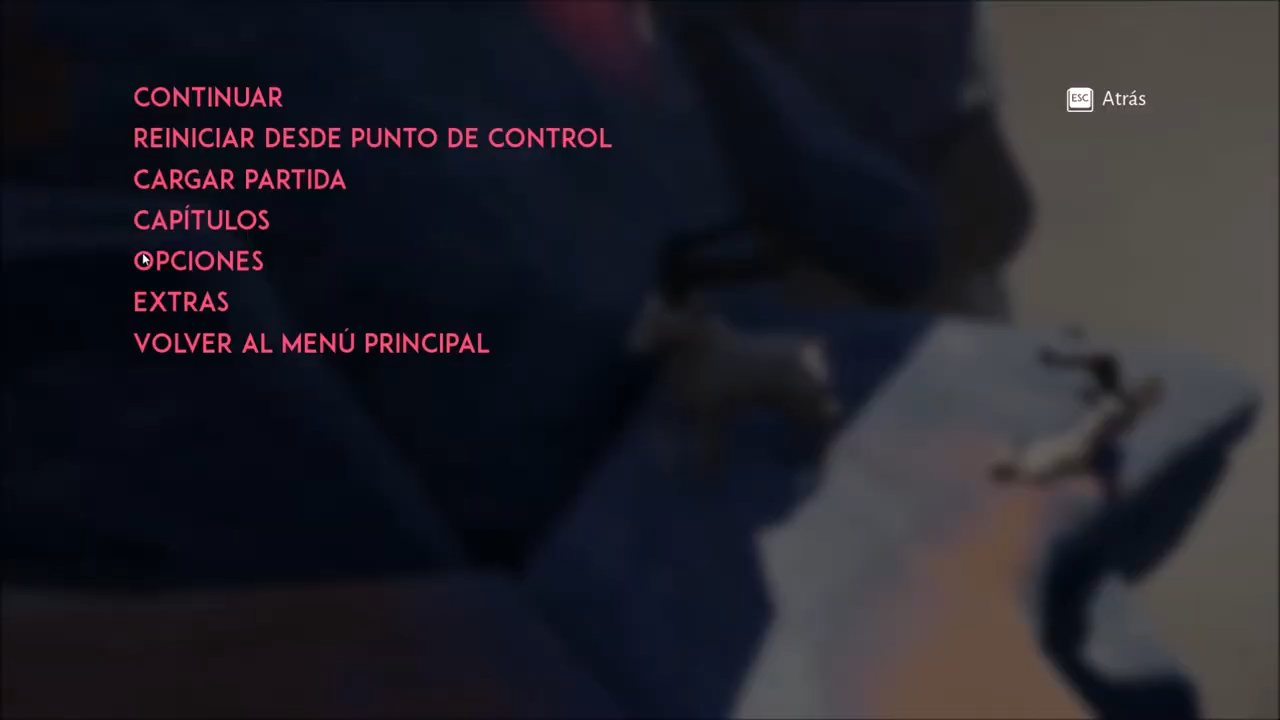 CONTINUAR
ESC Atrás
REINICIAR DESDE PUNTO DE CONTROL
CARGAR PARTIDA
CAPÍTULOS
OPCIONES
EXTRAS
VOLVER AL MENÚ PRINCIPAL